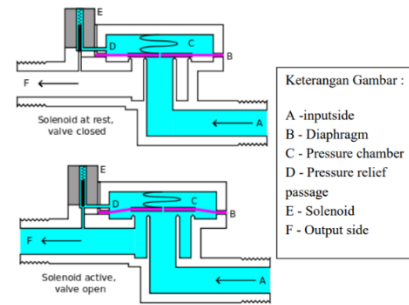 E
D
C
B
F
Solenoid at rest,
valve closed
A
E
D
C
B
F
Solenoid active,
valve open
A
Keterangan Gambar :
A -inputside
B - Diaphragm
C - Pressure chamber
D - Pressure relief
passage
E - Solenoid
F - Output side